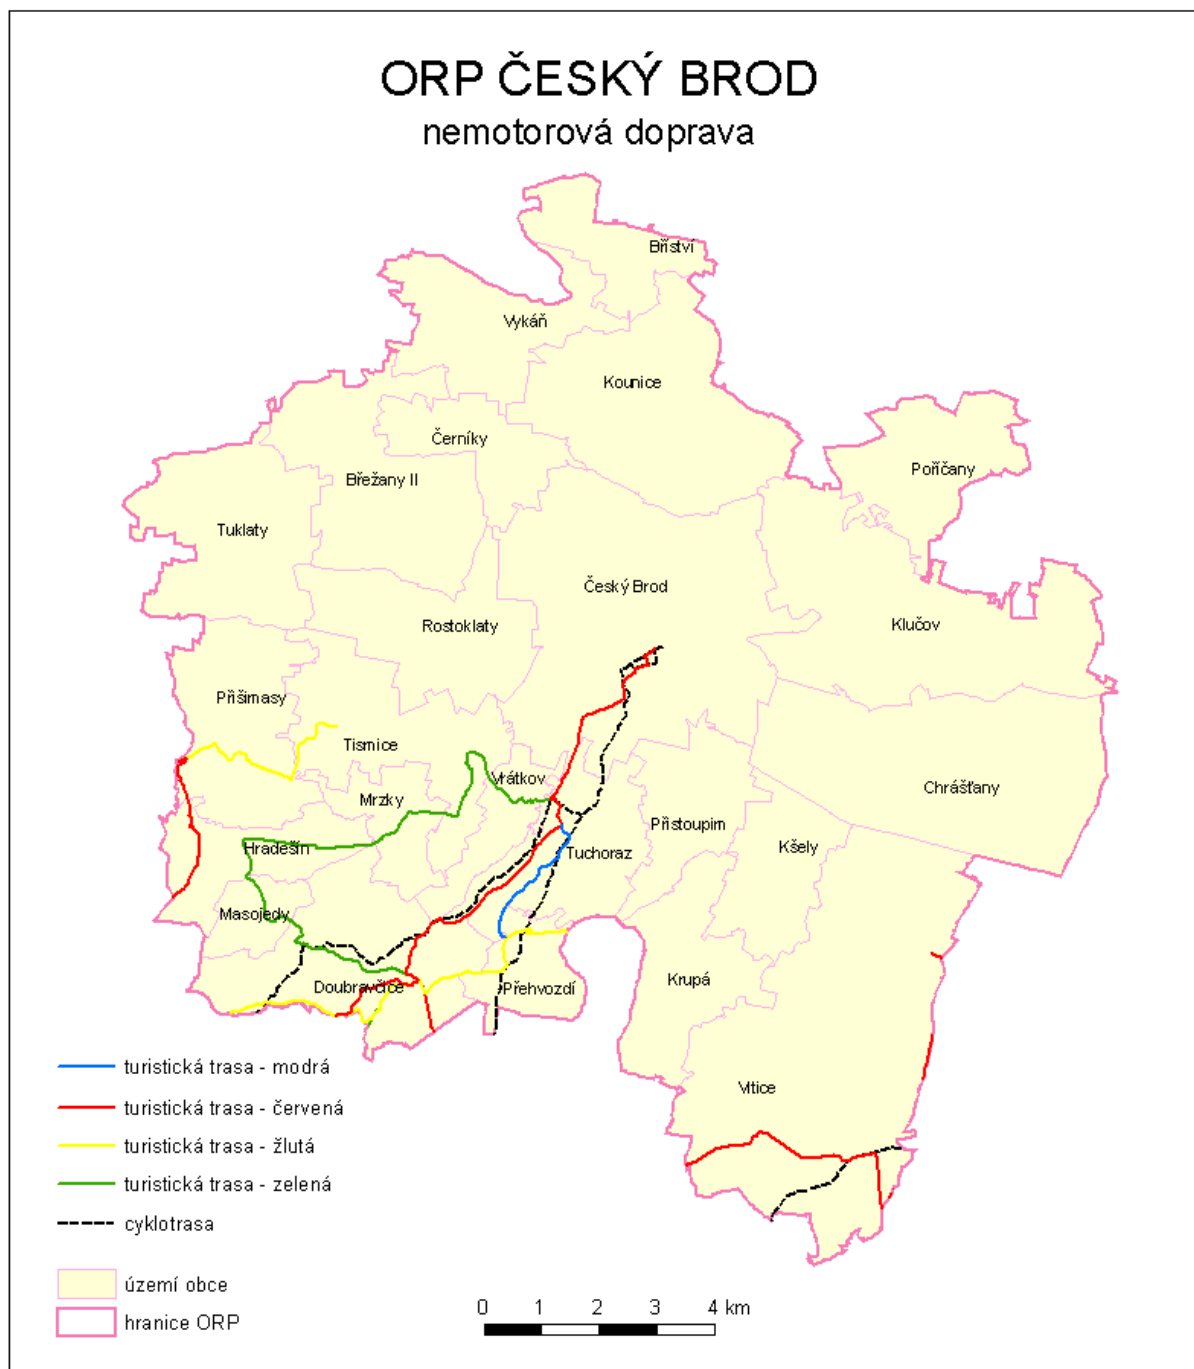 ORP ČESKÝ BROD
nemotorová doprava
Bříství
Vykáň
Kounice
Černíky
Poříčany
Břežany II
Tuklaty
Český Brod
Klučov
Rostoklaty
Přišimasy
Tismice
Vrátkov
Chrášťany
Mrzky
Přistoupim
Hradešín
Tuchoraz
Kšely
Masojedy
Krupá
Doubravčice
Přehvozdí
Vitice
turistická trasa - modrá
turistická trasa - červená
turistická trasa - žlutá
turistická trasa - zelená
cyklotrasa
území obce
hranice ORP
0 1 2 3 4 km